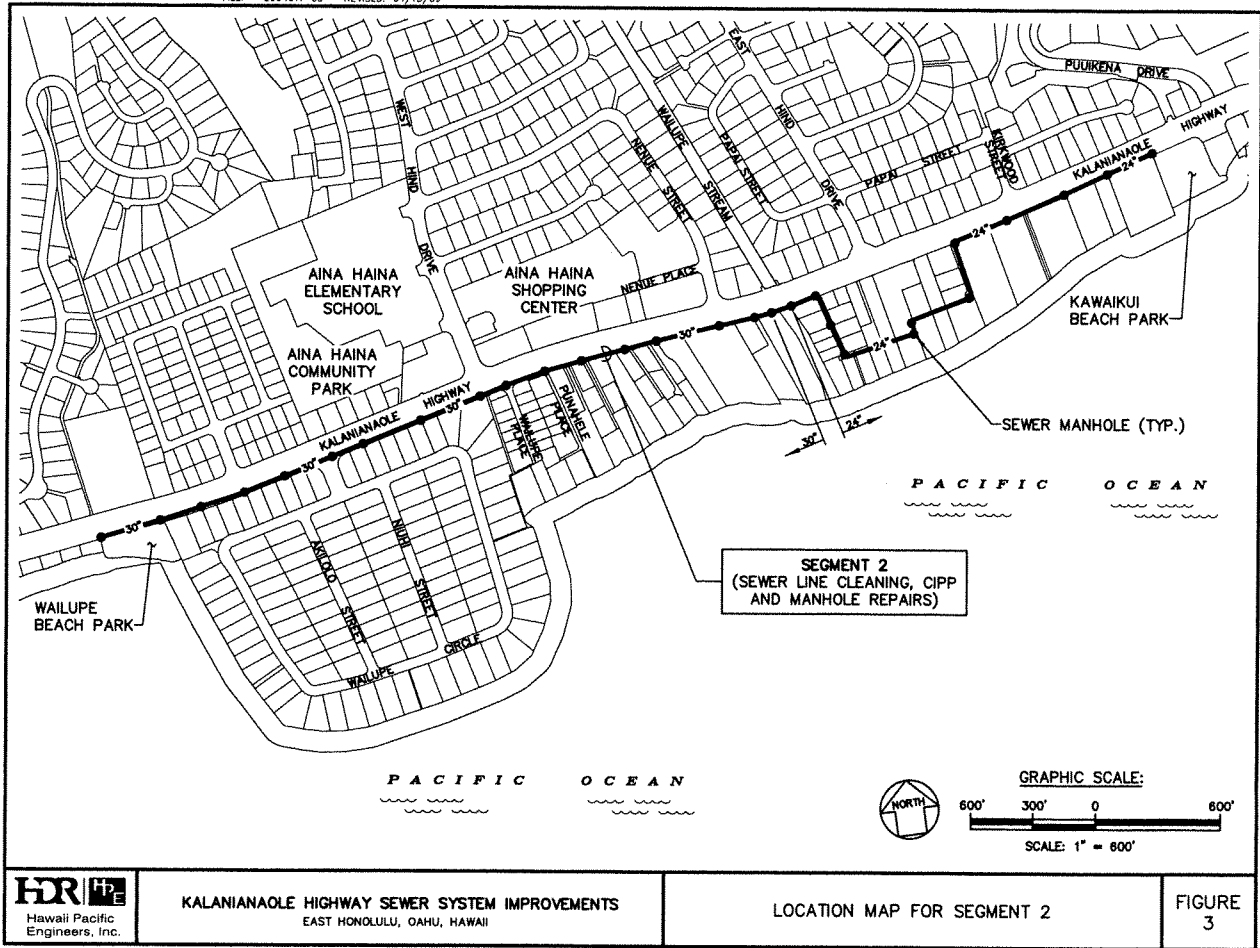 PUUIKENA DRIVE
EAST
HIND
DRIVE
WEST
HIND
DRIVE
NENUE
STREET
WAILUPE
STREAM
PAPAI STREET
PAPAI STREET
KIRKWOOD
STREET
KALANIANAOLE HIGHWAY
24"
24"
AINA HAINA
ELEMENTARY
SCHOOL
AINA HAINA
SHOPPING
CENTER
NENUE PLACE
KAWAIKUI
BEACH PARK
AINA HAINA
COMMUNITY
PARK
30"
24"
SEWER MANHOLE (TYP.)
KALANIANAOLE HIGHWAY
30"
30"
30"
WAILUPE
PLACE
PUNAHELE
PLACE
30" 24"
PACIFIC OCEAN
AKILOLO
STREET
NIUHI
STREET
WAILUPE CIRCLE
WAILUPE
BEACH PARK
SEGMENT 2
(SEWER LINE CLEANING, CIPP
AND MANHOLE REPAIRS)
PACIFIC OCEAN
NORTH
GRAPHIC SCALE:
600' 300' 0 600'
SCALE: 1" = 600'
HDR HPE
Hawaii Pacific
Engineers, Inc.
KALANIANAOLE HIGHWAY SEWER SYSTEM IMPROVEMENTS
EAST HONOLULU, OAHU, HAWAII
LOCATION MAP FOR SEGMENT 2
FIGURE
3